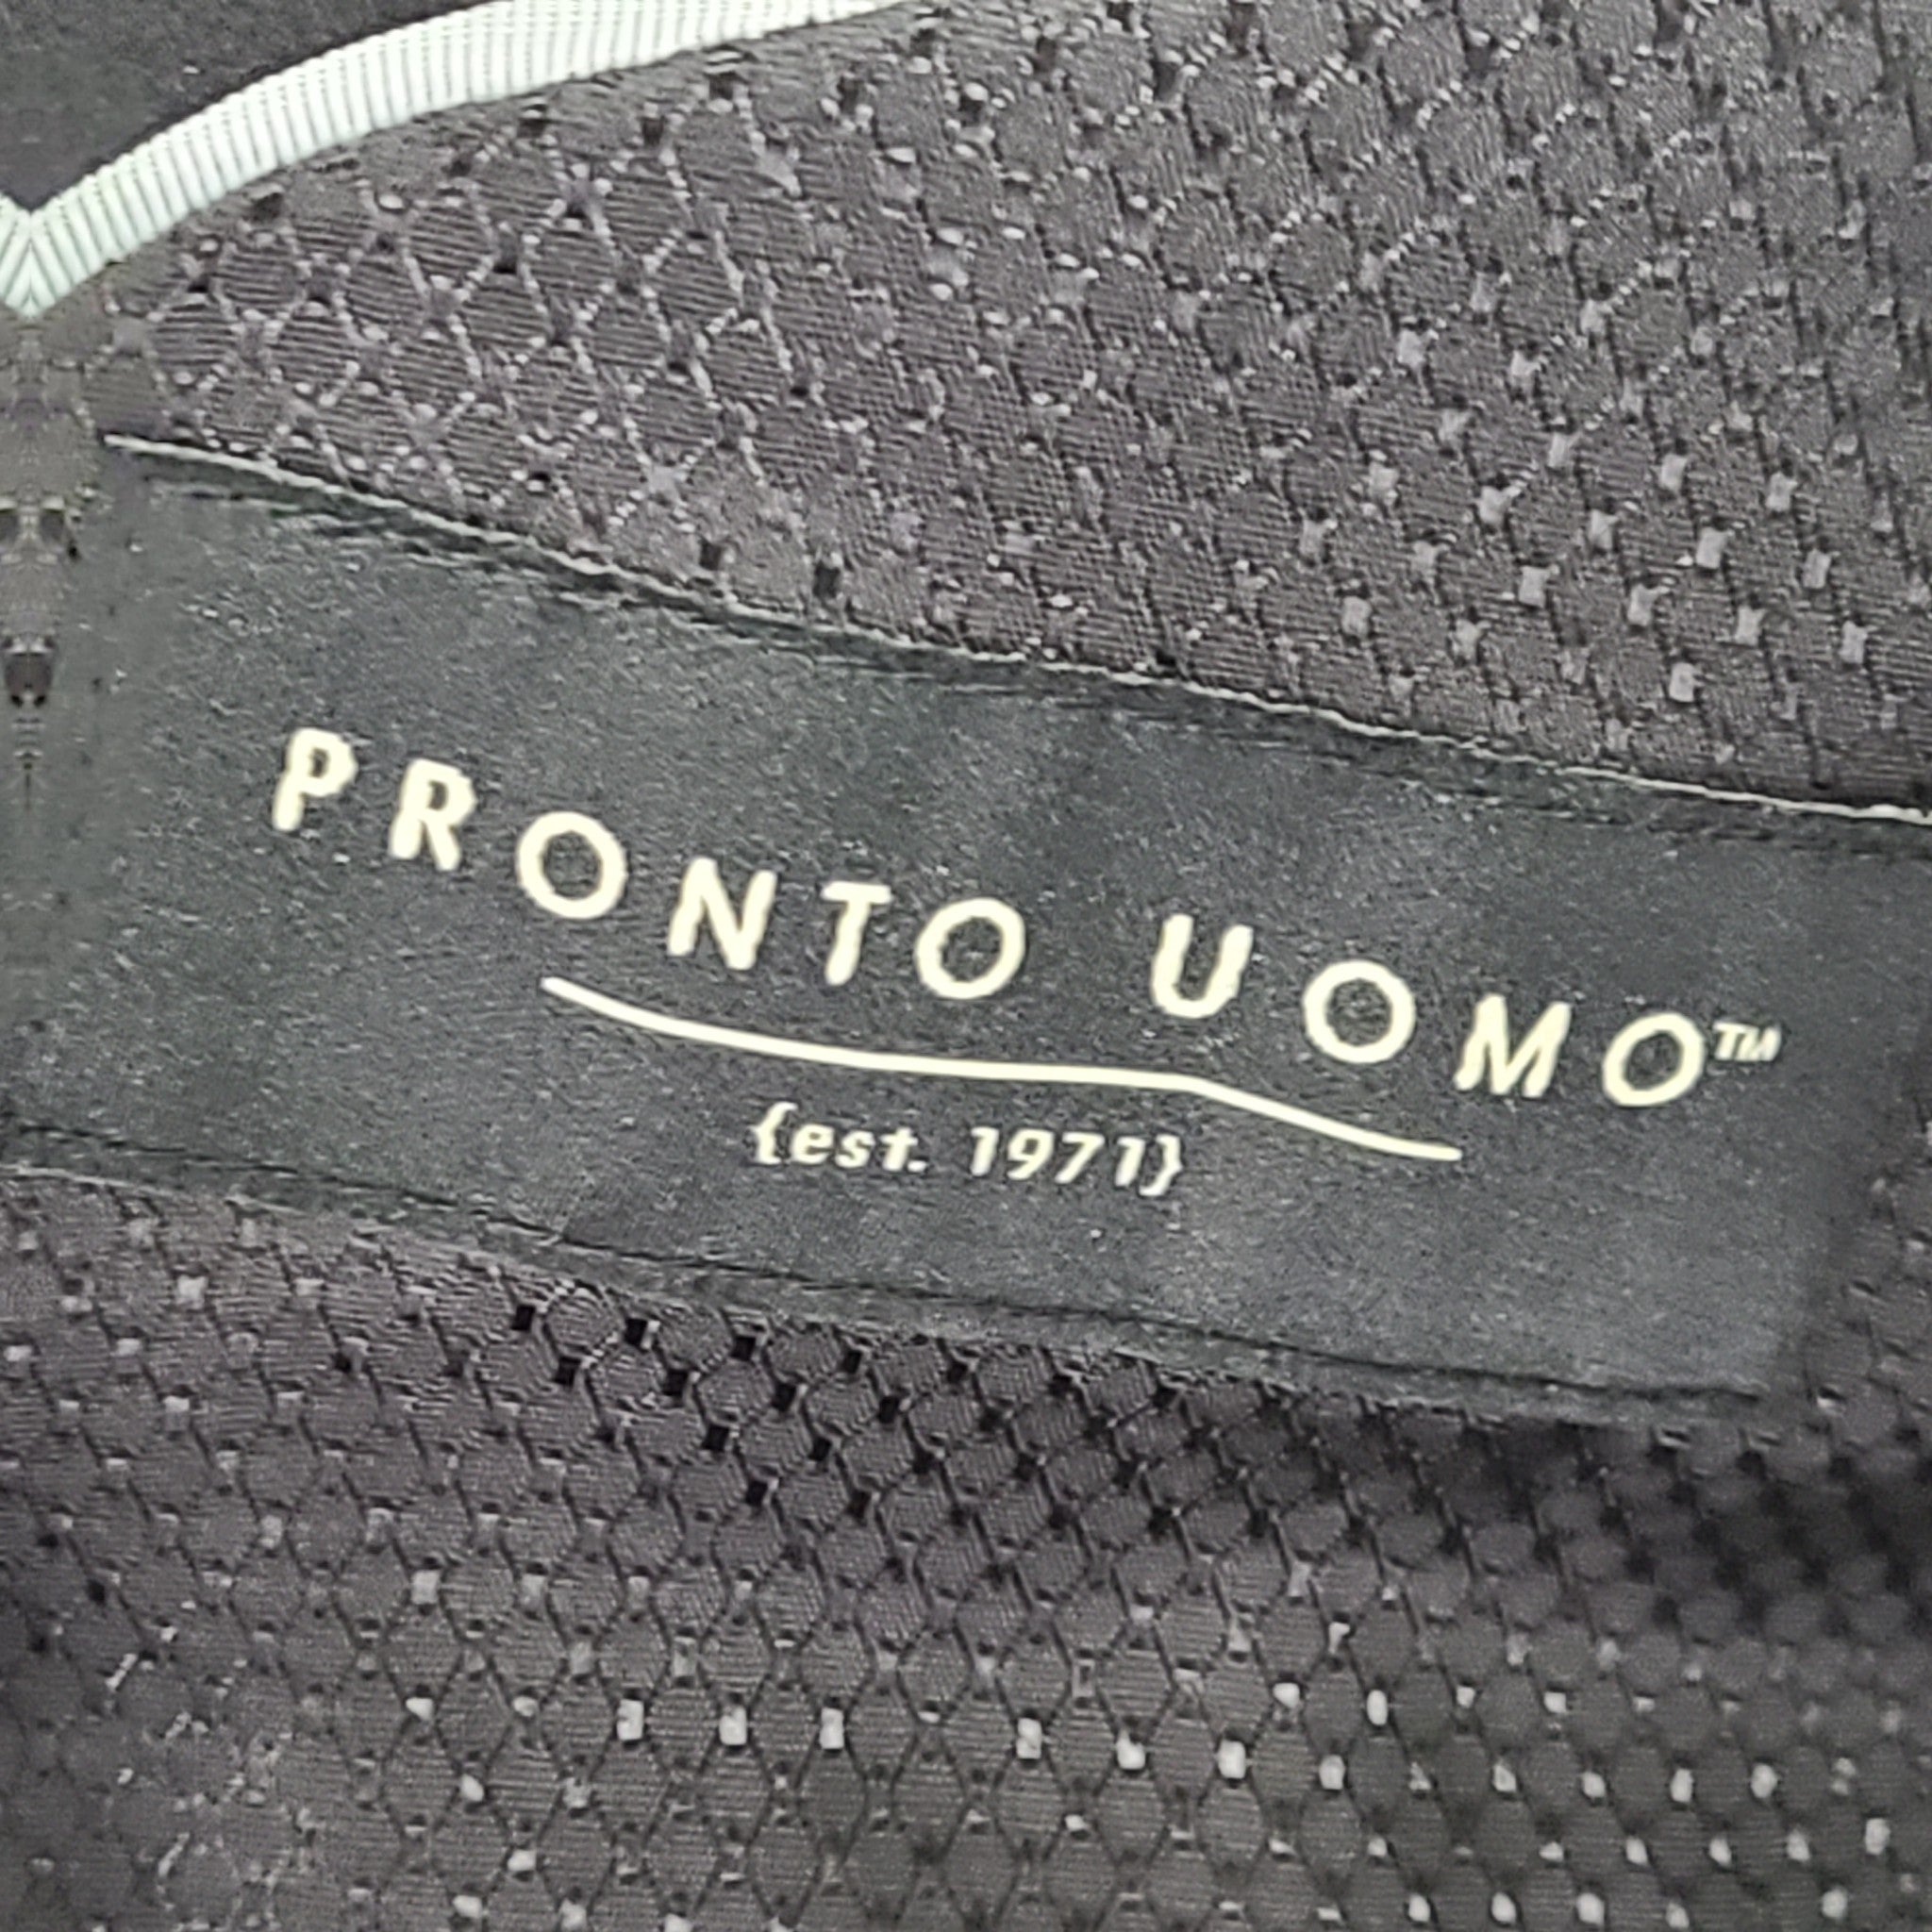 PRONTO UOMO™
{est. 1971}